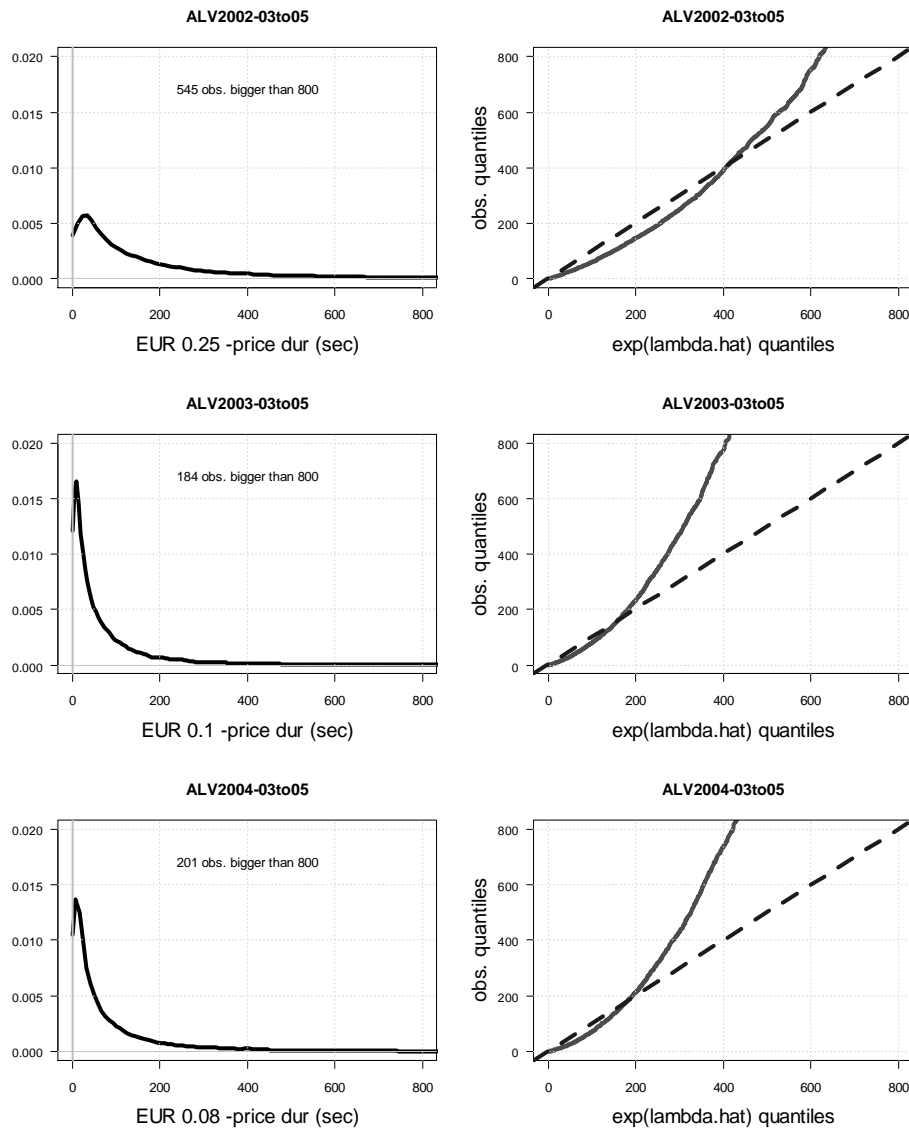 ALV2002-03to05
0.020
0.015
0.010
0.005
0.000
545 obs. bigger than 800
0 200 400 600 800
EUR 0.25 -price dur (sec)
ALV2002-03to05
obs. quantiles
800
600
400
200
0
0 200 400 600 800
exp(lambda.hat) quantiles
ALV2003-03to05
0.020
0.015
0.010
0.005
0.000
184 obs. bigger than 800
0 200 400 600 800
EUR 0.1 -price dur (sec)
ALV2003-03to05
obs. quantiles
800
600
400
200
0
0 200 400 600 800
exp(lambda.hat) quantiles
ALV2004-03to05
0.020
0.015
0.010
0.005
0.000
201 obs. bigger than 800
0 200 400 600 800
EUR 0.08 -price dur (sec)
ALV2004-03to05
obs. quantiles
800
600
400
200
0
0 200 400 600 800
exp(lambda.hat) quantiles